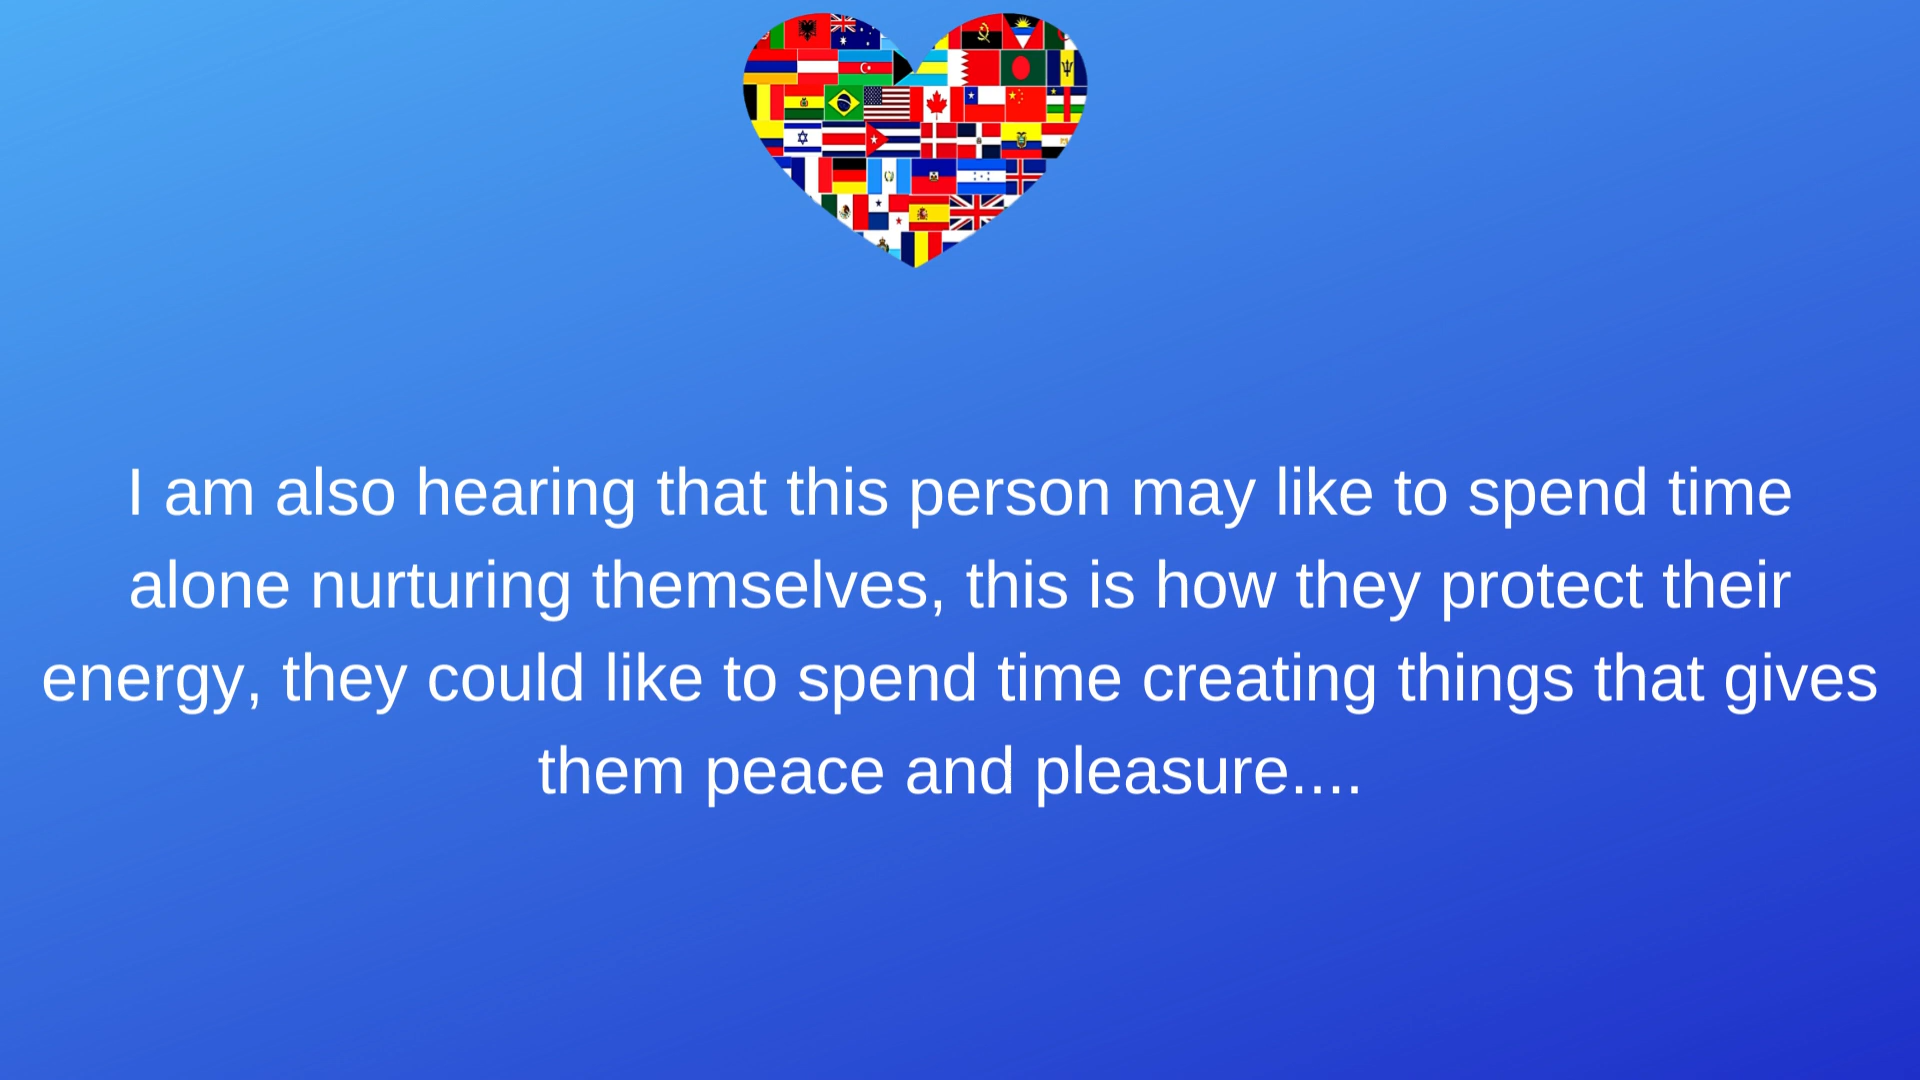 I am also hearing that this person may like to spend time
alone nurturing themselves, this is how they protect their
energy, they could like to spend time creating things that gives
them peace and pleasure....